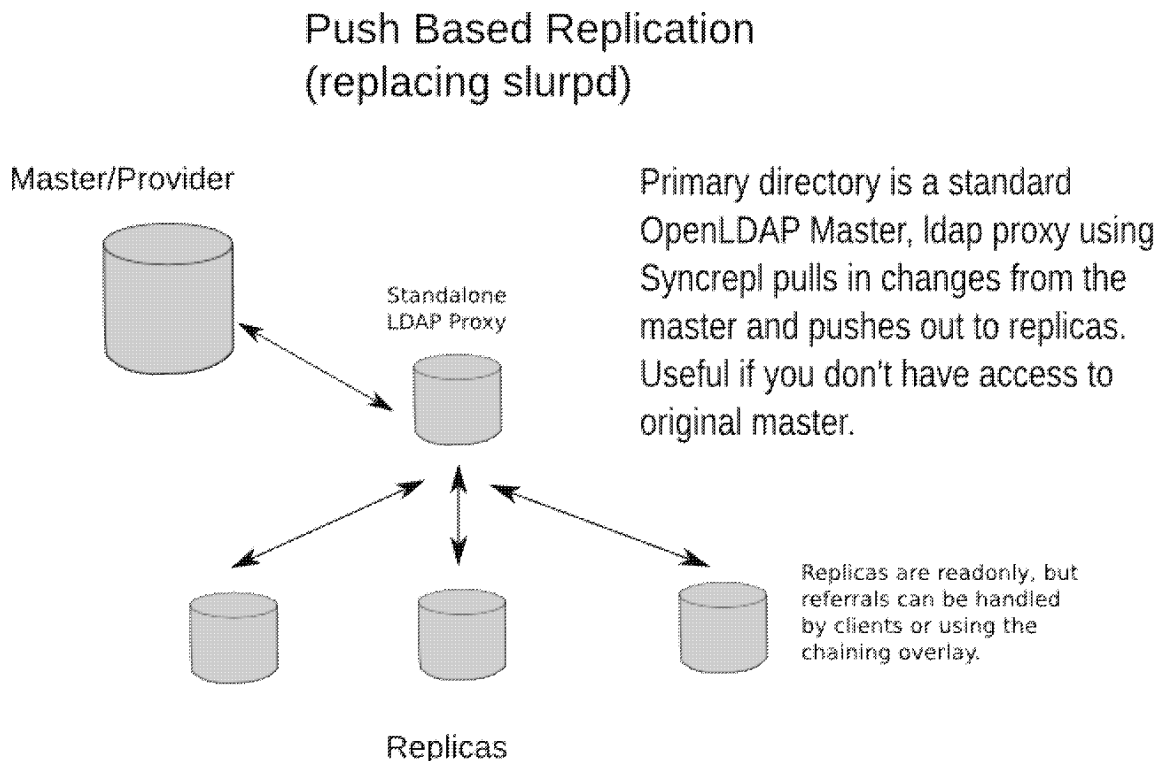 Push Based Replication
(replacing slurpd)
Master/Provider
Primary directory is a standard
OpenLDAP Master, ldap proxy using
Syncrepl pulls in changes from the
master and pushes out to replicas.
Useful if you don't have access to
original master.
Standalone
LDAP Proxy
Replicas are readonly, but
referrals can be handled
by clients or using the
chaining overlay.
Replicas